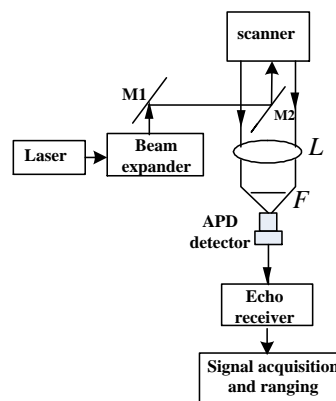 scanner
M1
M2
Laser
Beam
expander
L
F
APD
detector
Echo
receiver
Signal acquisition
and ranging